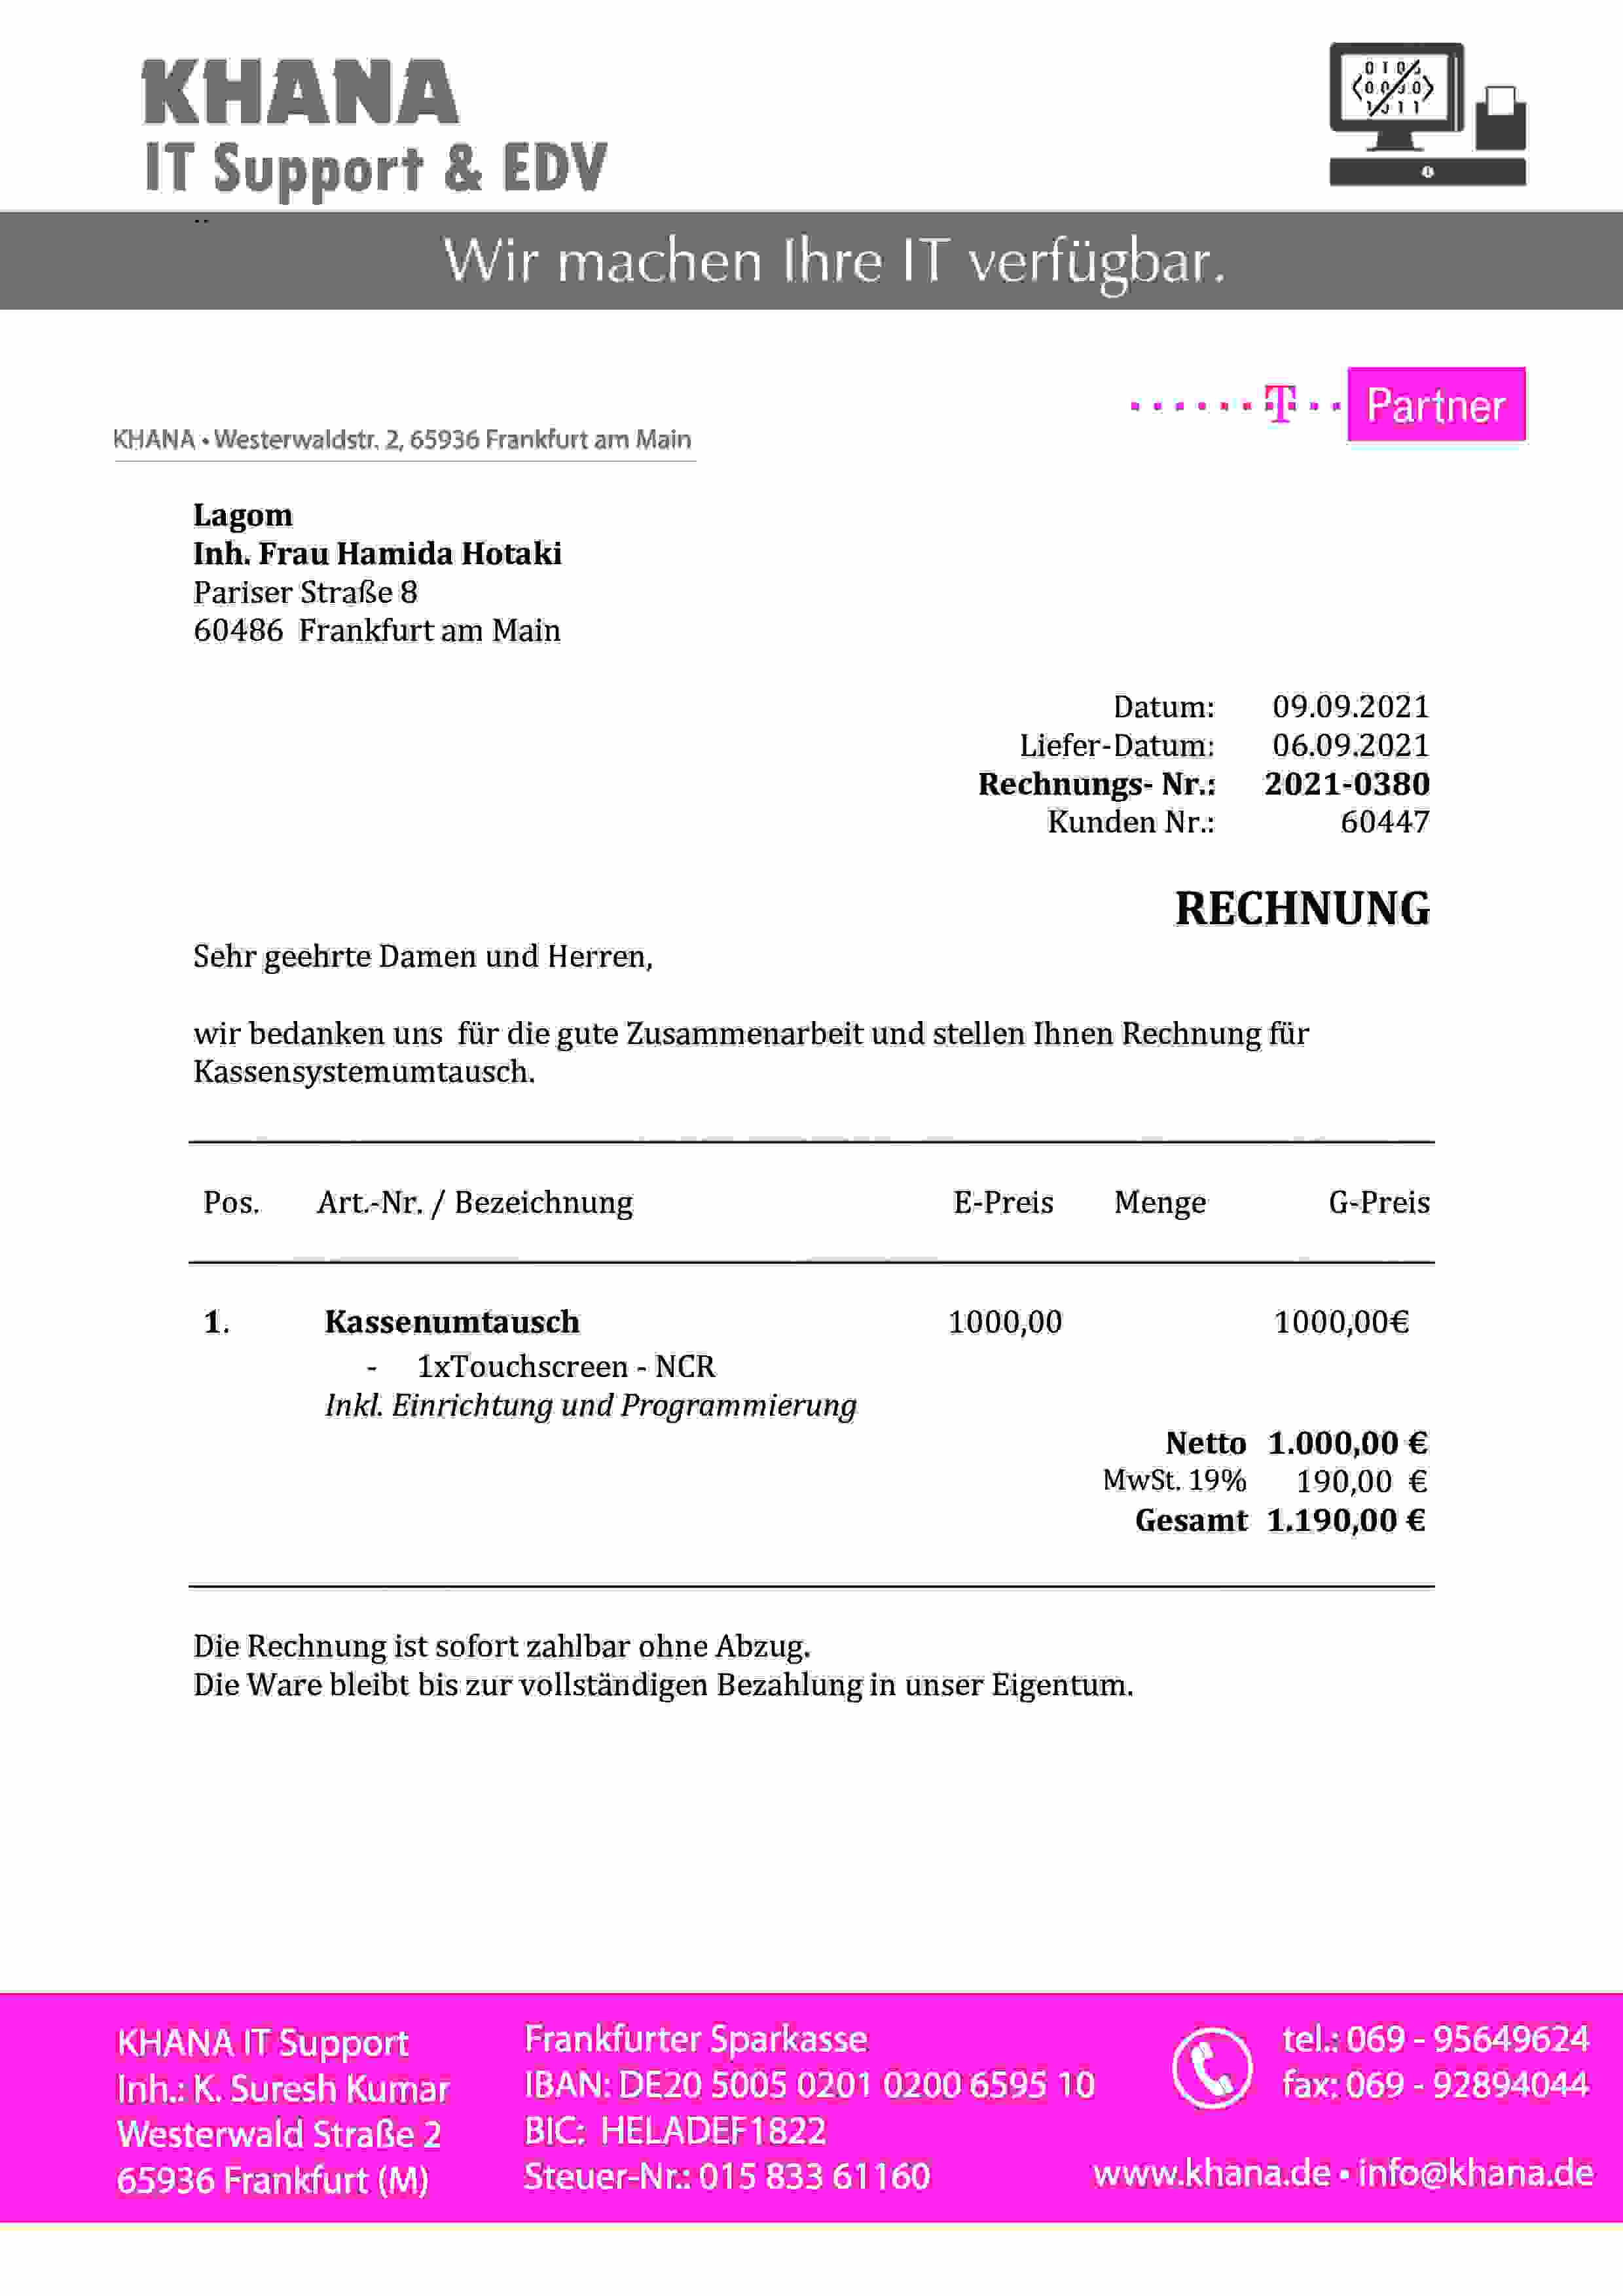 KHANA
IT Support & EDV
Wir machen Ihre IT verfügbar.
T Partner
KHANA • Westerwaldstr. 2, 65936 Frankfurt am Main
Lagom
Inh. Frau Hamida Hotaki
Pariser Straße 8
60486 Frankfurt am Main
Datum: 09.09.2021
Liefer-Datum: 06.09.2021
Rechnungs- Nr.: 2021-0380
Kunden Nr.: 60447
RECHNUNG
Sehr geehrte Damen und Herren,
wir bedanken uns für die gute Zusammenarbeit und stellen Ihnen Rechnung für
Kassensystemumtausch.
Pos. Art.-Nr. / Bezeichnung E-Preis Menge G-Preis
1. Kassenumtausch 1000,00 1000,00€
- 1xTouchscreen - NCR
Inkl. Einrichtung und Programmierung
Netto 1.000,00 €
MwSt. 19% 190,00 €
Gesamt 1.190,00 €
Die Rechnung ist sofort zahlbar ohne Abzug.
Die Ware bleibt bis zur vollständigen Bezahlung in unser Eigentum.
KHANA IT Support
Inh.: K. Suresh Kumar
Westerwald Straße 2
65936 Frankfurt (M)
Frankfurter Sparkasse
IBAN: DE20 5005 0201 0200 6595 10
BIC: HELADEF1822
Steuer-Nr.: 015 833 61160
tel.: 069 - 95649624
fax: 069 - 92894044
www.khana.de • info@khana.de